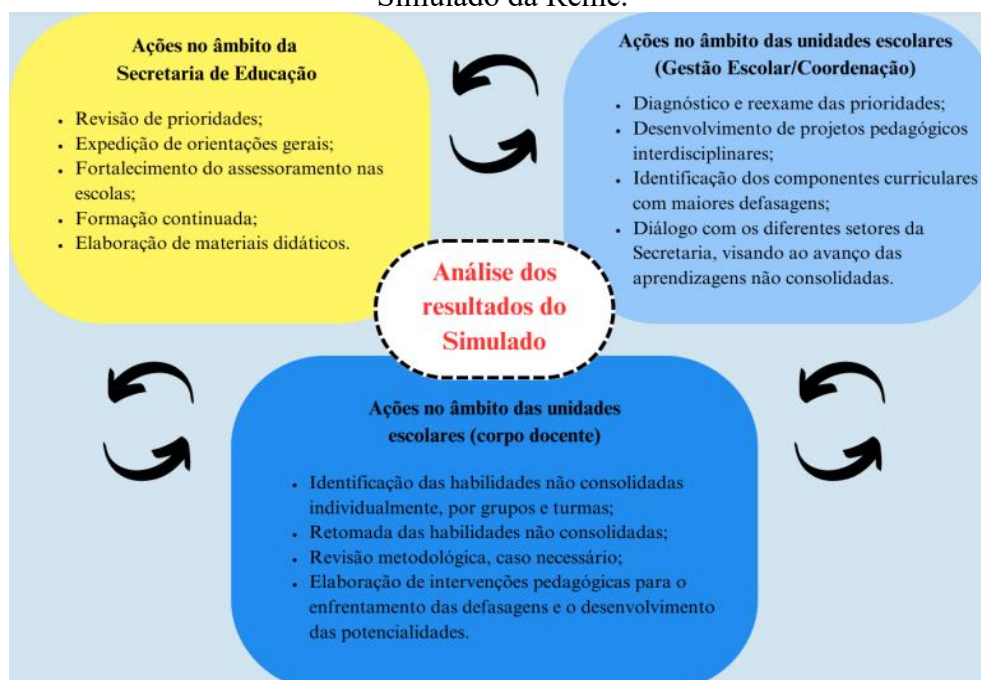 Simulado da Reme.
Ações no âmbito da
Secretaria de Educação
• Revisão de prioridades;
• Expedição de orientações gerais;
• Fortalecimento do assessoramento nas
escolas;
• Formação continuada;
• Elaboração de materiais didáticos.
Ações no âmbito das unidades escolares
(Gestão Escolar/Coordenação)
• Diagnóstico e reexame das prioridades;
• Desenvolvimento de projetos pedagógicos
interdisciplinares;
• Identificação dos componentes curriculares
com maiores defasagens;
• Diálogo com os diferentes setores da
Secretaria, visando ao avanço das
aprendizagens não consolidadas.
Análise dos
resultados do
Simulado
Ações no âmbito das unidades
escolares (corpo docente)
• Identificação das habilidades não consolidadas
individualmente, por grupos e turmas;
• Retomada das habilidades não consolidadas;
• Revisão metodológica, caso necessário;
• Elaboração de intervenções pedagógicas para o
enfrentamento das defasagens e o desenvolvimento
das potencialidades.